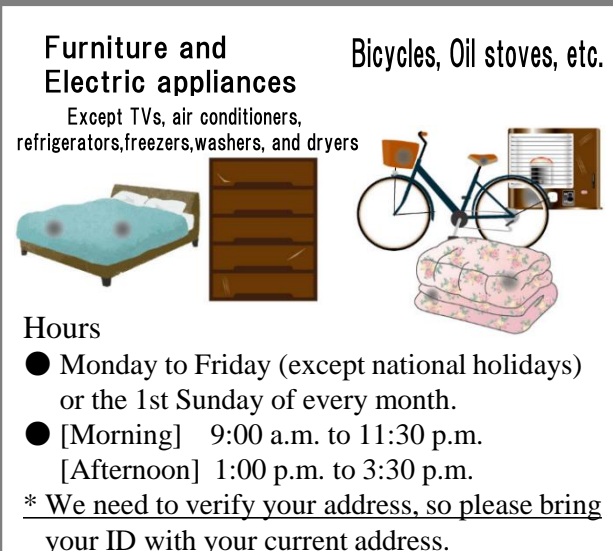 Furniture and
Electric appliances
Except TVs, air conditioners,
refrigerators,freezers,washers, and dryers
Bicycles, Oil stoves, etc.
Hours
● Monday to Friday (except national holidays)
or the 1st Sunday of every month.
● [Morning] 9:00 a.m. to 11:30 p.m.
[Afternoon] 1:00 p.m. to 3:30 p.m.
* We need to verify your address, so please bring
your ID with your current address.